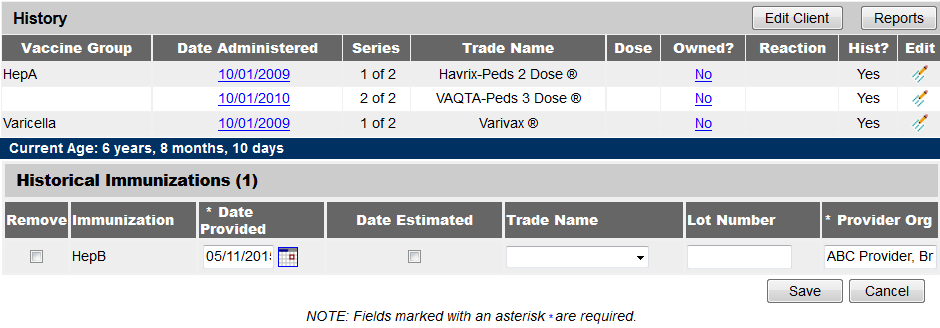 History Edit Client Reports
Vaccine Group Date Administered Series Trade Name Dose Owned? Reaction Hist? Edit
HepA 10/01/2009 1 of 2 Havrix-Peds 2 Dose ® No Yes
10/01/2010 2 of 2 VAQTA-Peds 3 Dose ® No Yes
Varicella 10/01/2009 1 of 2 Varivax ® No Yes
Current Age: 6 years, 8 months, 10 days
Historical Immunizations (1)
Remove Immunization * Date Provided Date Estimated Trade Name Lot Number * Provider Org
HepB 05/11/201 ABC Provider, Br
Save Cancel
NOTE: Fields marked with an asterisk * are required.